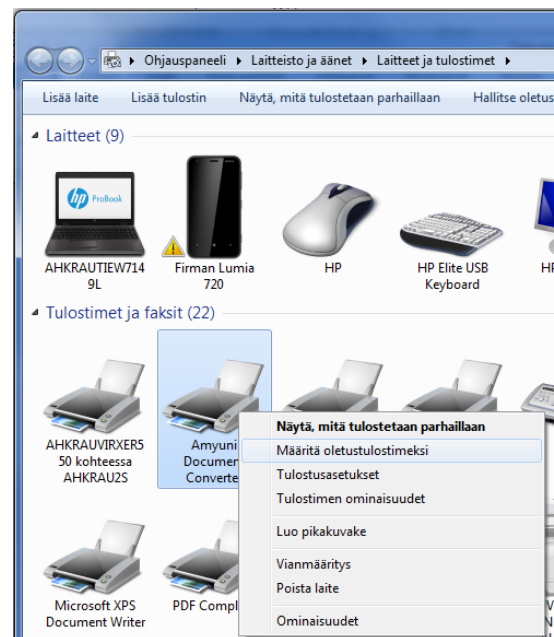 Ohjauspaneeli ▸ Laitteisto ja äänet ▸ Laitteet ja tulostimet ▸
Lisää laite Lisää tulostin Näytä, mitä tulostetaan parhaillaan Hallitse oletus
Laitteet (9)
hp ProBook
AHKRAUTIEW714
9L
Firman Lumia
720
HP
HP Elite USB
Keyboard
HP
Tulostimet ja faksit (22)
AHKRAUVIRXER5
50 kohteessa
AHKRAU2S
Amyuni
Documen
Converte
Näytä, mitä tulostetaan parhaillaan
Määritä oletustulostimeksi
Tulostusasetukset
Tulostimen ominaisuudet
Luo pikakuvake
Vianmääritys
Poista laite
Ominaisuudet
Microsoft XPS
Document Writer
PDF Compl